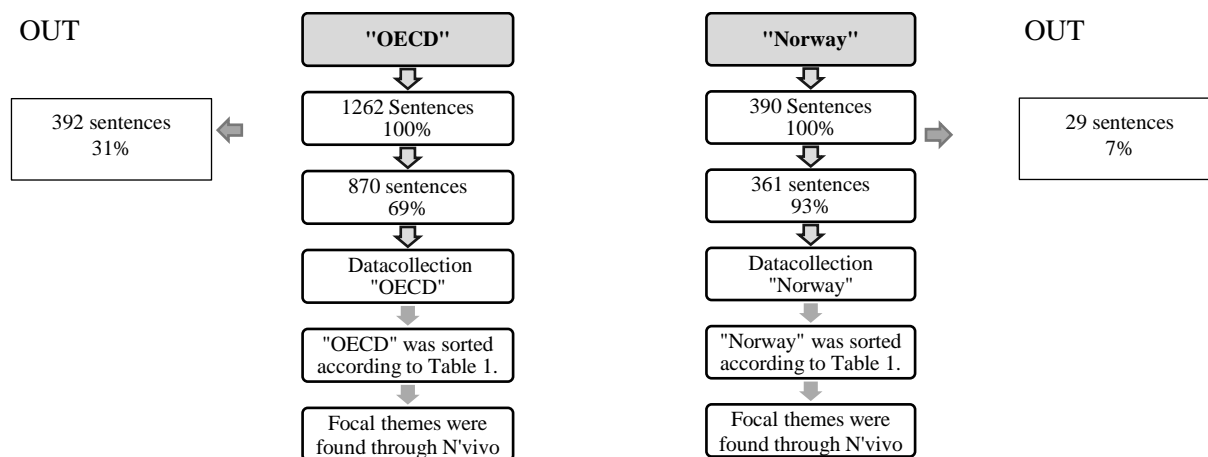 OUT
"OECD"
"Norway"
OUT
392 sentences
31%
1262 Sentences
100%
390 Sentences
100%
29 sentences
7%
870 sentences
69%
361 sentences
93%
Datacollection
"OECD"
Datacollection
"Norway"
"OECD" was sorted
according to Table 1.
"Norway" was sorted
according to Table 1.
Focal themes were
found through N'vivo
Focal themes were
found through N'vivo